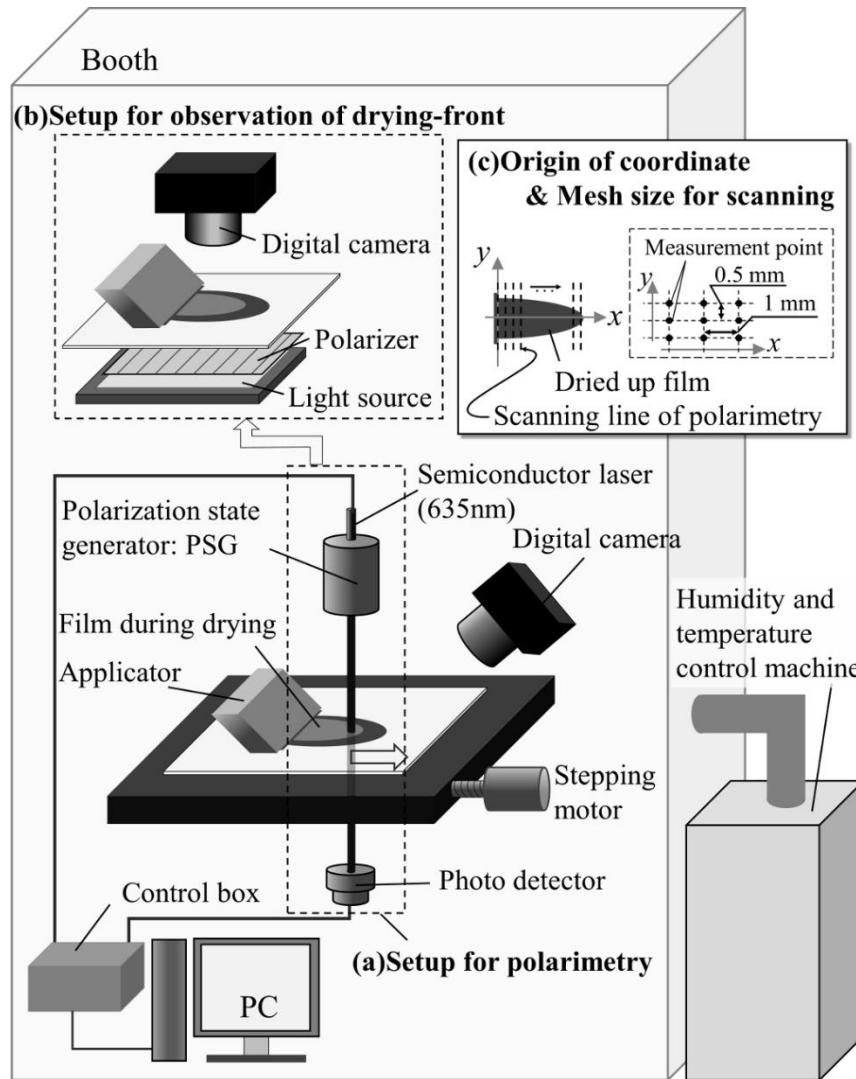 Booth
(b)Setup for observation of drying-front
Digital camera
Polarizer
Light source
(c)Origin of coordinate
& Mesh size for scanning
Measurement point
y
0.5 mm
y
1 mm
x
x
Dried up film
Scanning line of polarimetry
Semiconductor laser
(635nm)
Polarization state
generator: PSG
Digital camera
Film during drying
Applicator
Humidity and
temperature
control machine
Stepping
motor
Photo detector
Control box
(a)Setup for polarimetry
PC